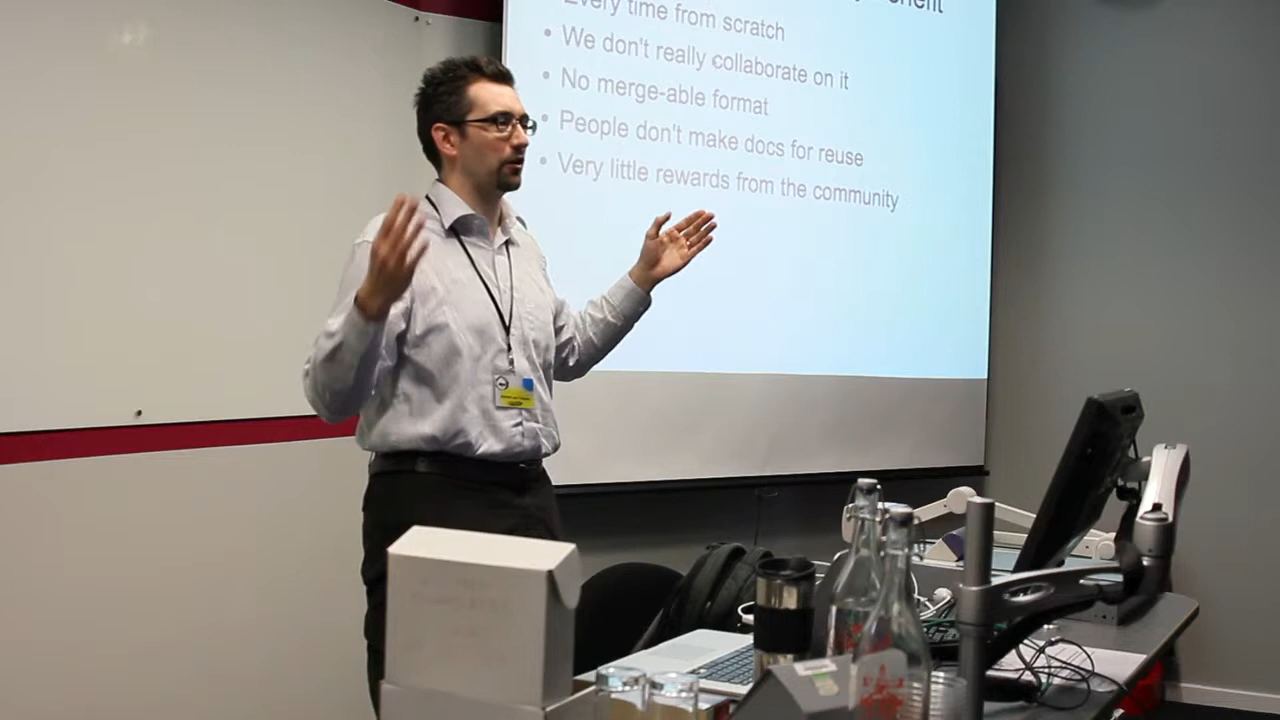 Every time from scratch
• We don't really collaborate on it
• No merge-able format
• People don't make docs for reuse
• Very little rewards from the community